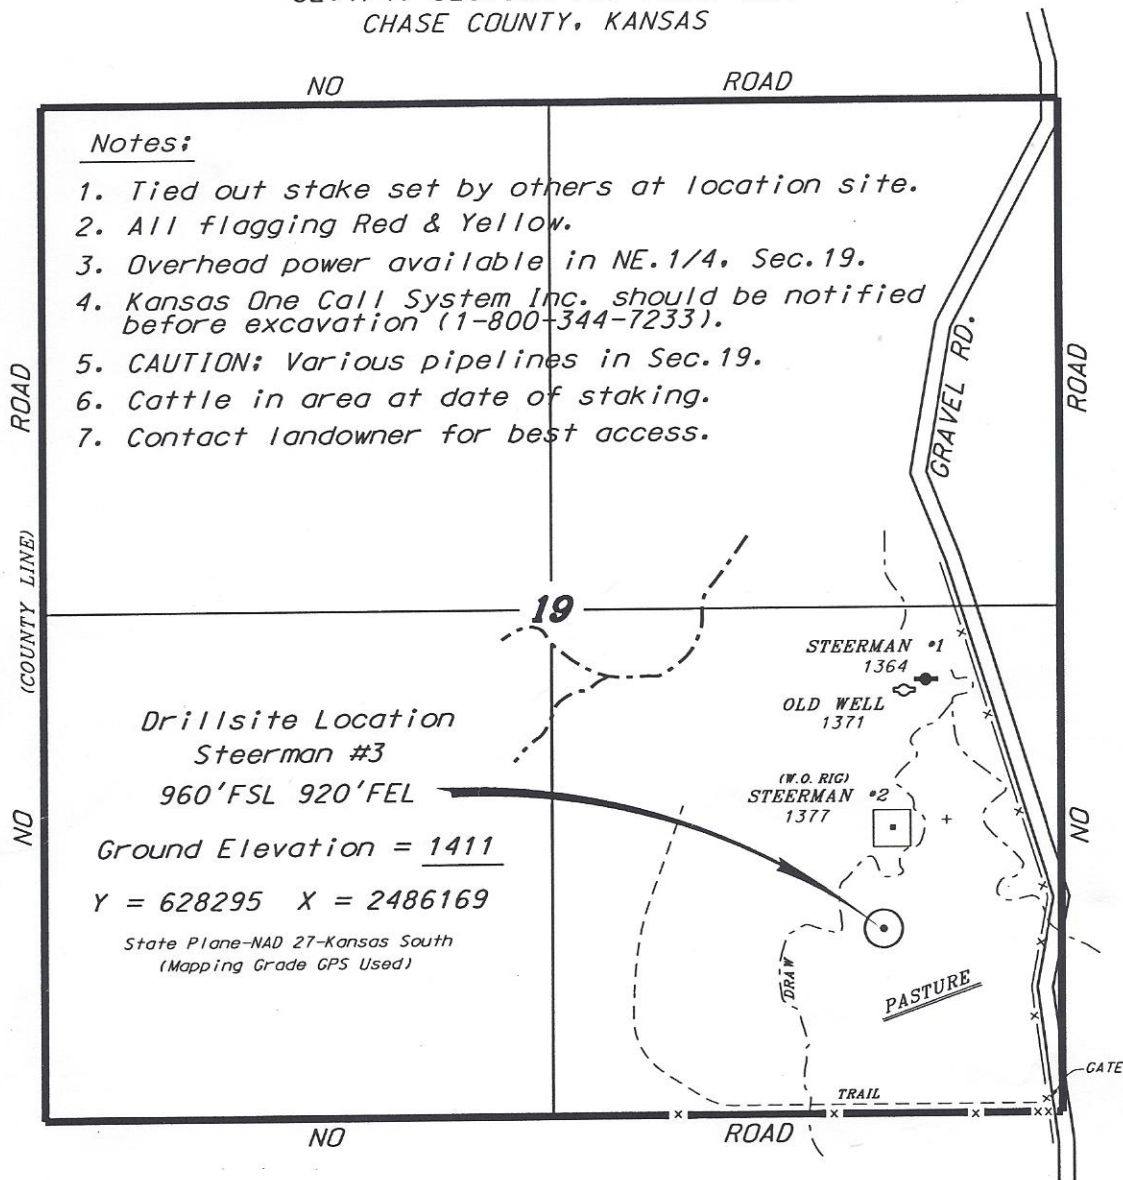 CHASE COUNTY, KANSAS
NO ROAD
Notes:
1. Tied out stake set by others at location site.
2. All flagging Red & Yellow.
3. Overhead power available in NE.1/4, Sec.19.
4. Kansas One Call System Inc. should be notified
before excavation (1-800-344-7233).
5. CAUTION: Various pipelines in Sec.19.
6. Cattle in area at date of staking.
7. Contact landowner for best access.
NO (COUNTY LINE) ROAD
NO ROAD
GRAVEL RD.
19
STEERMAN #1
1364
OLD WELL
1371
(W.O. RIG)
STEERMAN #2
1377
Drillsite Location
Steerman #3
960'FSL 920'FEL
Ground Elevation = 1411
Y = 628295 X = 2486169
State Plane-NAD 27-Kansas South
(Mapping Grade GPS Used)
DRAW
PASTURE
GATE
TRAIL
NO ROAD